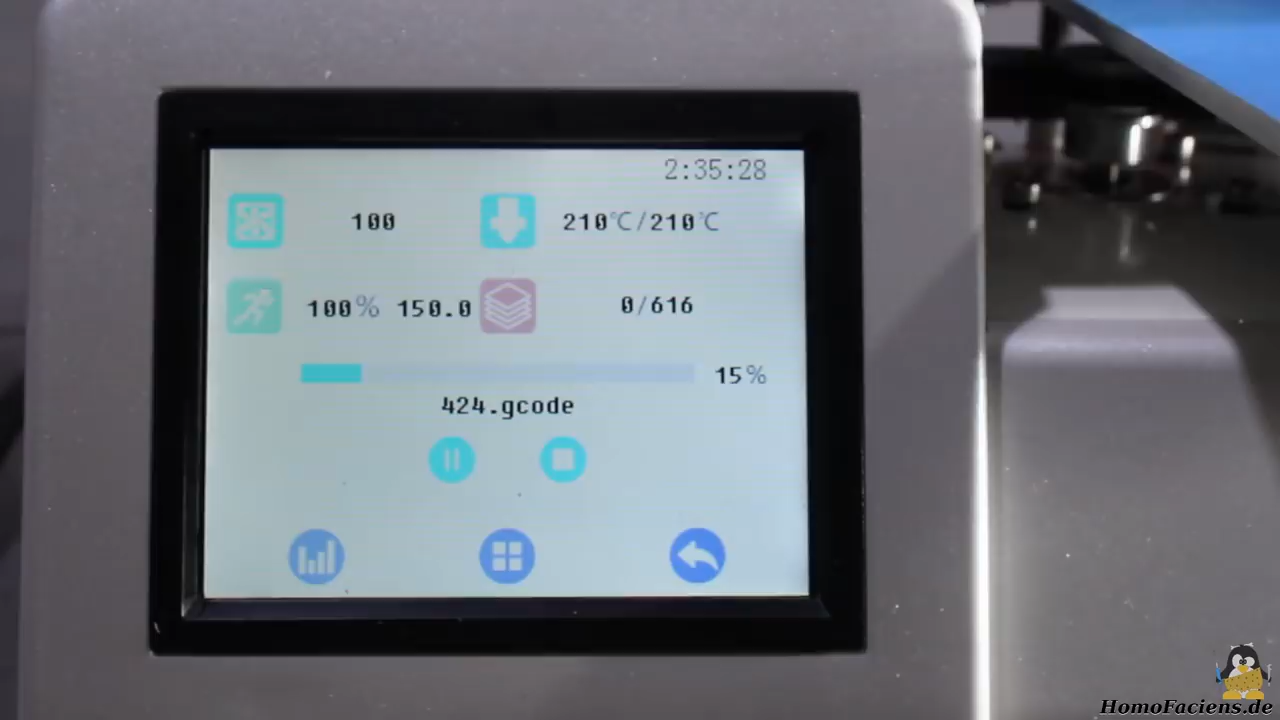 2:35:28
100 210℃/210℃
100% 150.0 0/616
15%
424.gcode
HomoFaciens.de